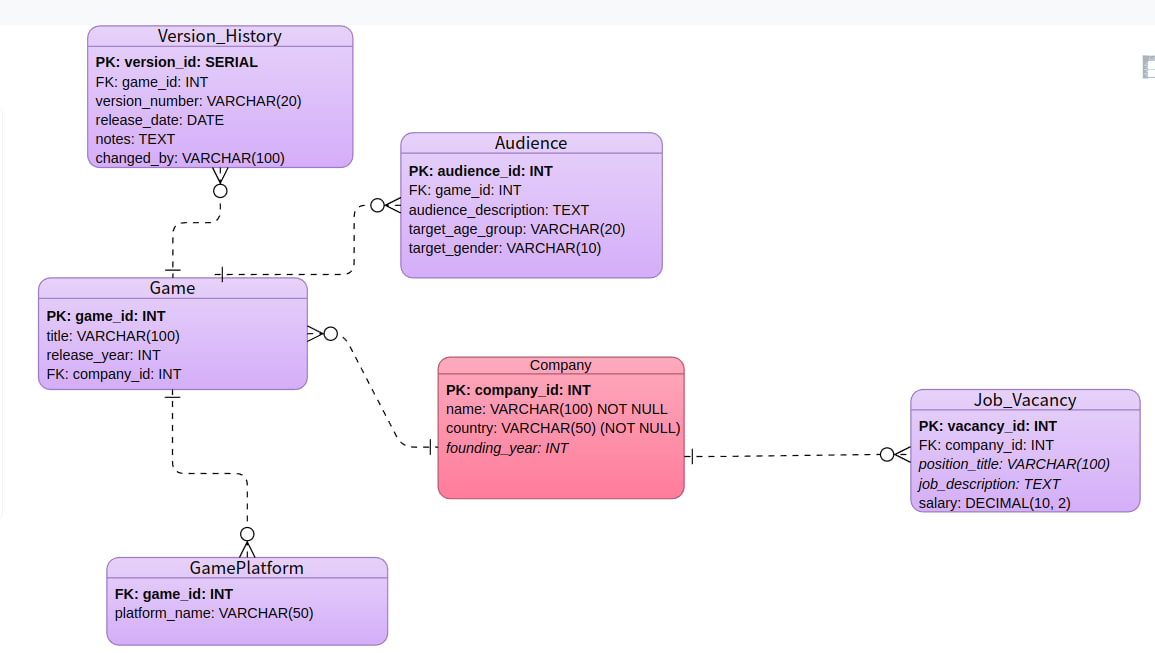 Version_History
PK: version_id: SERIAL
FK: game_id: INT
version_number: VARCHAR(20)
release_date: DATE
notes: TEXT
changed_by: VARCHAR(100)
Audience
PK: audience_id: INT
FK: game_id: INT
audience_description: TEXT
target_age_group: VARCHAR(20)
target_gender: VARCHAR(10)
Game
PK: game_id: INT
title: VARCHAR(100)
release_year: INT
FK: company_id: INT
Company
PK: company_id: INT
name: VARCHAR(100) NOT NULL
country: VARCHAR(50) (NOT NULL)
founding_year: INT
Job_Vacancy
PK: vacancy_id: INT
FK: company_id: INT
position_title: VARCHAR(100)
job_description: TEXT
salary: DECIMAL(10, 2)
GamePlatform
FK: game_id: INT
platform_name: VARCHAR(50)